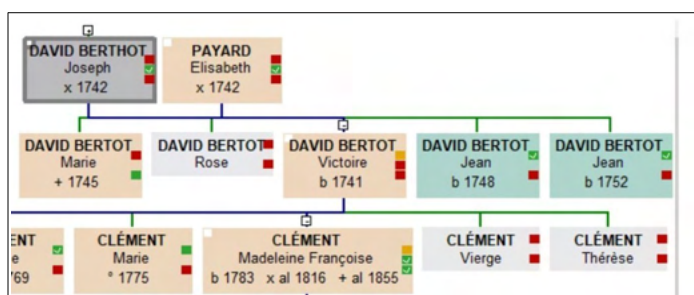 DAVID BERTHOT
Joseph
x 1742
PAYARD
Elisabeth
x 1742
DAVID BERTOT
Marie
+ 1745
DAVID BERTOT
Rose
DAVID BERTOT
Victoire
b 1741
DAVID BERTOT
Jean
b 1748
DAVID BERTOT
Jean
b 1752
ENT
e
769
CLÉMENT
Marie
° 1775
CLÉMENT
Madeleine Françoise
b 1783 x al 1816 + al 1855
CLÉMENT
Vierge
CLÉMENT
Thérèse